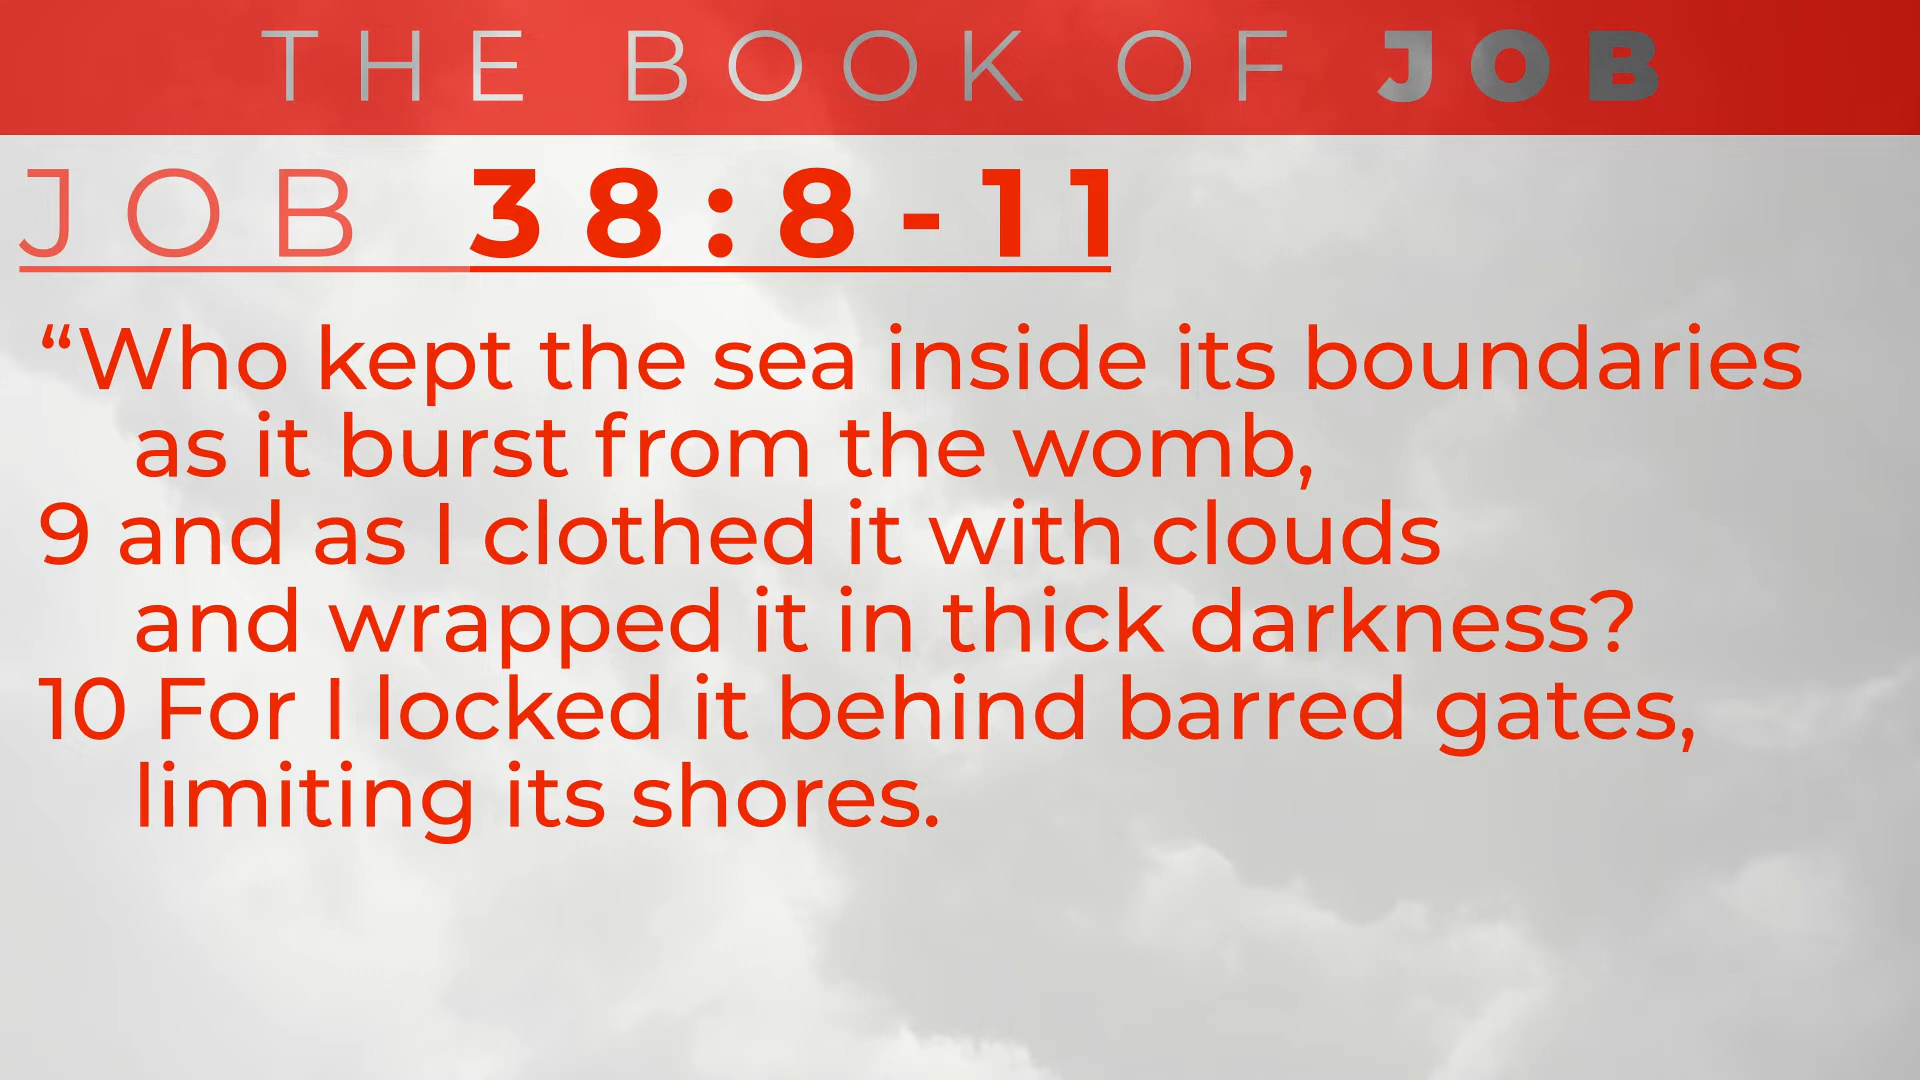 THE BOOK OF JOB
JOB 38:8-11
“Who kept the sea inside its boundaries
as it burst from the womb,
9 and as I clothed it with clouds
and wrapped it in thick darkness?
10 For I locked it behind barred gates,
limiting its shores.